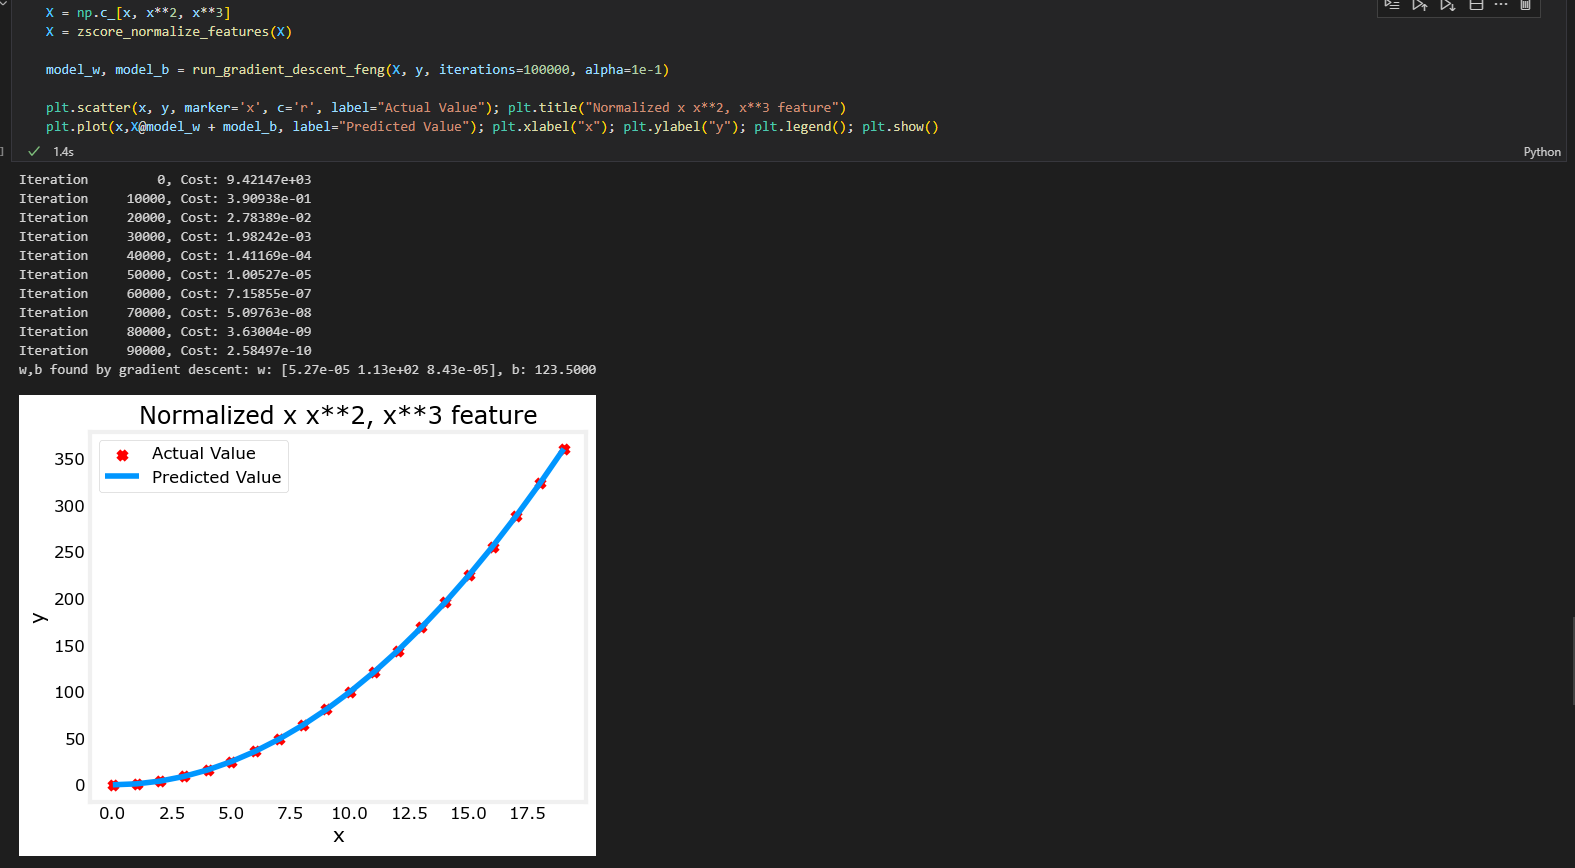 X = np.c_[x, x**2, x**3]
X = zscore_normalize_features(X)
model_w, model_b = run_gradient_descent_feng(X, y, iterations=100000, alpha=1e-1)
plt.scatter(x, y, marker='x', c='r', label="Actual Value"); plt.title("Normalized x x**2, x**3 feature")
plt.plot(x,X@model_w + model_b, label="Predicted Value"); plt.xlabel("x"); plt.ylabel("y"); plt.legend(); plt.show()
] ✓ 1.4s Python
Iteration 0, Cost: 9.42147e+03
Iteration 10000, Cost: 3.90938e-01
Iteration 20000, Cost: 2.78389e-02
Iteration 30000, Cost: 1.98242e-03
Iteration 40000, Cost: 1.41169e-04
Iteration 50000, Cost: 1.00527e-05
Iteration 60000, Cost: 7.15855e-07
Iteration 70000, Cost: 5.09763e-08
Iteration 80000, Cost: 3.63004e-09
Iteration 90000, Cost: 2.58497e-10
w,b found by gradient descent: w: [5.27e-05 1.13e+02 8.43e-05], b: 123.5000
Normalized x x**2, x**3 feature
Actual Value
Predicted Value
350
300
250
200
150
100
50
0
y
0.0 2.5 5.0 7.5 10.0 12.5 15.0 17.5
x